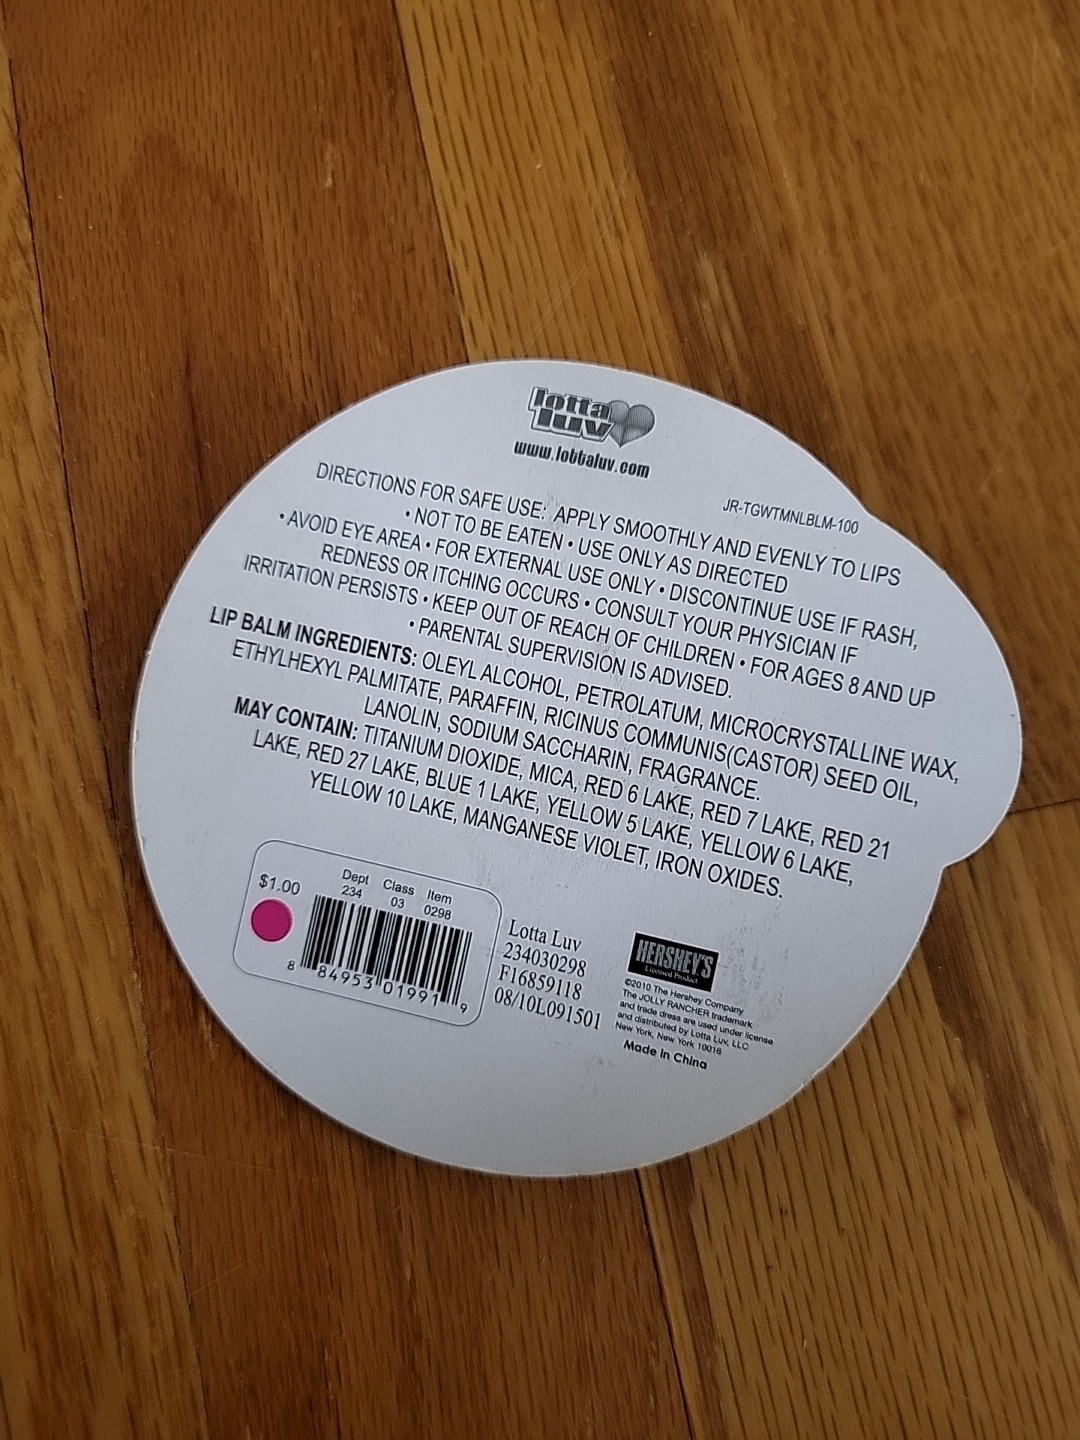 lotta
luv
www.lottaluv.com
JR-TGWTMNLBLM-100
DIRECTIONS FOR SAFE USE: APPLY SMOOTHLY AND EVENLY TO LIPS
• NOT TO BE EATEN • USE ONLY AS DIRECTED
• AVOID EYE AREA • FOR EXTERNAL USE ONLY • DISCONTINUE USE IF RASH,
REDNESS OR ITCHING OCCURS • CONSULT YOUR PHYSICIAN IF
IRRITATION PERSISTS • KEEP OUT OF REACH OF CHILDREN • FOR AGES 8 AND UP
• PARENTAL SUPERVISION IS ADVISED.
LIP BALM INGREDIENTS: OLEYL ALCOHOL, PETROLATUM, MICROCRYSTALLINE WAX,
ETHYLHEXYL PALMITATE, PARAFFIN, RICINUS COMMUNIS(CASTOR) SEED OIL,
LANOLIN, SODIUM SACCHARIN, FRAGRANCE.
MAY CONTAIN: TITANIUM DIOXIDE, MICA, RED 6 LAKE, RED 7 LAKE, RED 21
LAKE, RED 27 LAKE, BLUE 1 LAKE, YELLOW 5 LAKE, YELLOW 6 LAKE,
YELLOW 10 LAKE, MANGANESE VIOLET, IRON OXIDES.
$1.00
Dept Class Item
234 03 0298
8 84953 01991 9
Lotta Luv
234030298
F16859118
08/10L091501
HERSHEY'S
Licensed Product
©2010 The Hershey Company
The JOLLY RANCHER trademark
and trade dress are used under license
and distributed by Lotta Luv, LLC
New York, New York 10016
Made in China